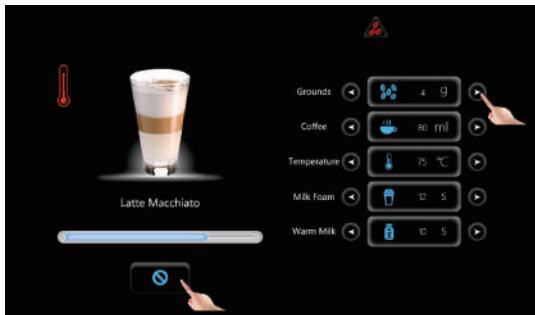 Grounds 4 g
Coffee 80 ml
Temperature 75 ℃
Milk Foam 12 S
Warm Milk 10 S
Latte Macchiato